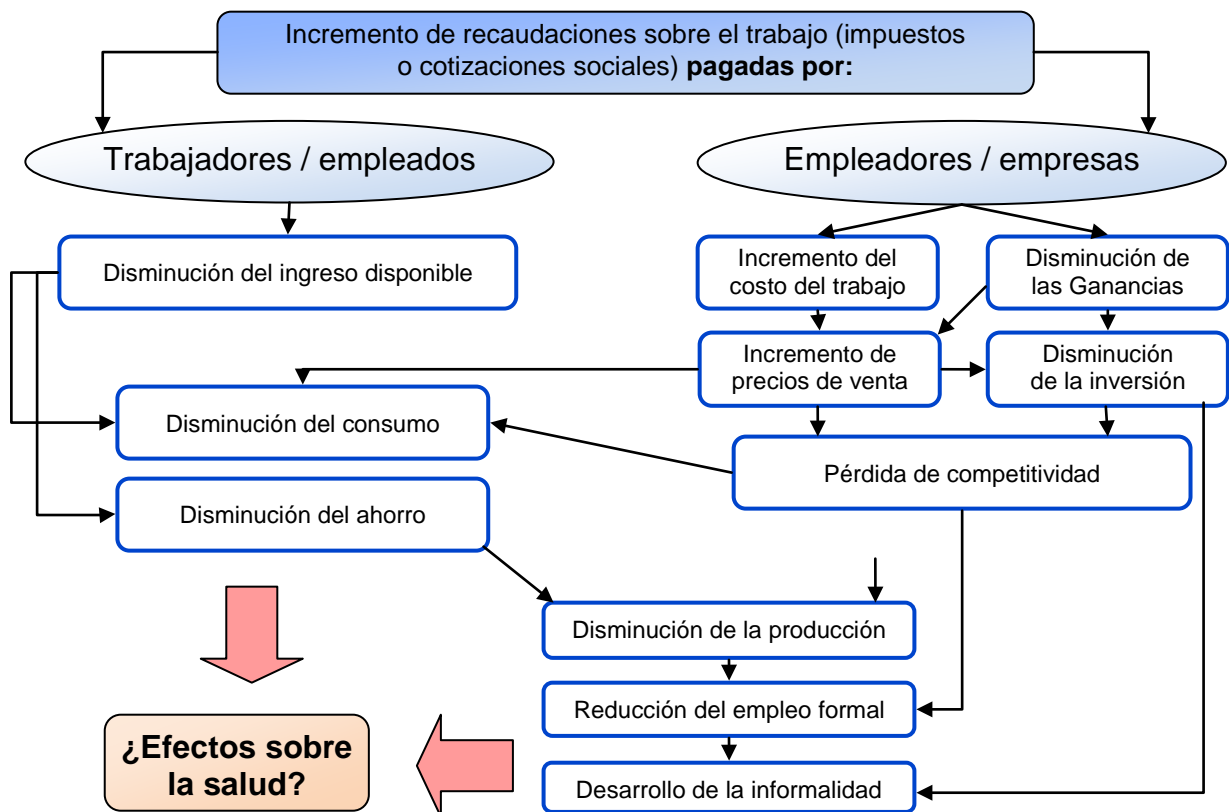 Incremento de recaudaciones sobre el trabajo (impuestos
o cotizaciones sociales) pagadas por:
Trabajadores / empleados
Empleadores / empresas
Disminución del ingreso disponible
Incremento del
costo del trabajo
Disminución de
las Ganancias
Incremento de
precios de venta
Disminución
de la inversión
Disminución del consumo
Pérdida de competitividad
Disminución del ahorro
Disminución de la producción
Reducción del empleo formal
¿Efectos sobre
la salud?
Desarrollo de la informalidad